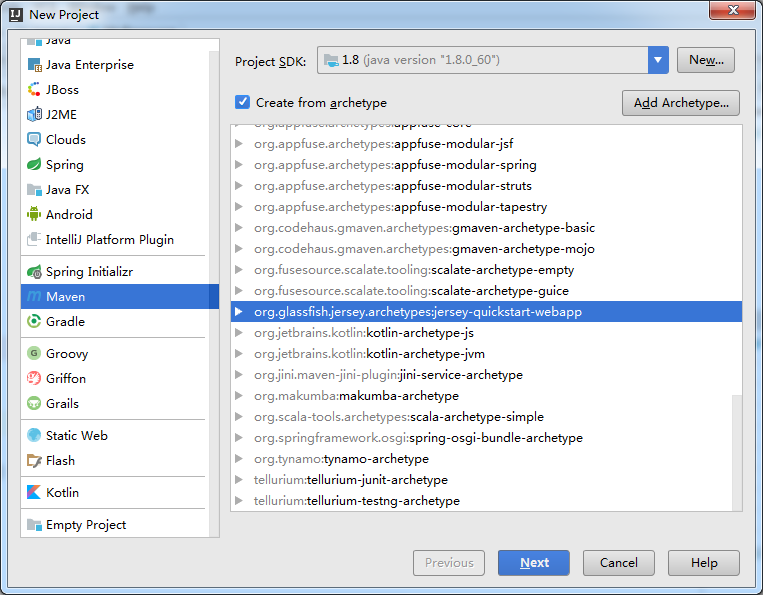 New Project
Java
Java Enterprise
JBoss
J2ME
Clouds
Spring
Java FX
Android
IntelliJ Platform Plugin
Spring Initializr
Maven
Gradle
Groovy
Griffon
Grails
Static Web
Flash
Kotlin
Empty Project
Project SDK: 1.8 (java version "1.8.0_60") New...
Create from archetype Add Archetype...
org.appfuse.archetypes:appfuse-core
org.appfuse.archetypes:appfuse-modular-jsf
org.appfuse.archetypes:appfuse-modular-spring
org.appfuse.archetypes:appfuse-modular-struts
org.appfuse.archetypes:appfuse-modular-tapestry
org.codehaus.gmaven.archetypes:gmaven-archetype-basic
org.codehaus.gmaven.archetypes:gmaven-archetype-mojo
org.fusesource.scalate.tooling:scalate-archetype-empty
org.fusesource.scalate.tooling:scalate-archetype-guice
org.glassfish.jersey.archetypes:jersey-quickstart-webapp
org.jetbrains.kotlin:kotlin-archetype-js
org.jetbrains.kotlin:kotlin-archetype-jvm
org.jini.maven-jini-plugin:jini-service-archetype
org.makumba:makumba-archetype
org.scala-tools.archetypes:scala-archetype-simple
org.springframework.osgi:spring-osgi-bundle-archetype
org.tynamo:tynamo-archetype
tellurium:tellurium-junit-archetype
tellurium:tellurium-testng-archetype
Previous Next Cancel Help